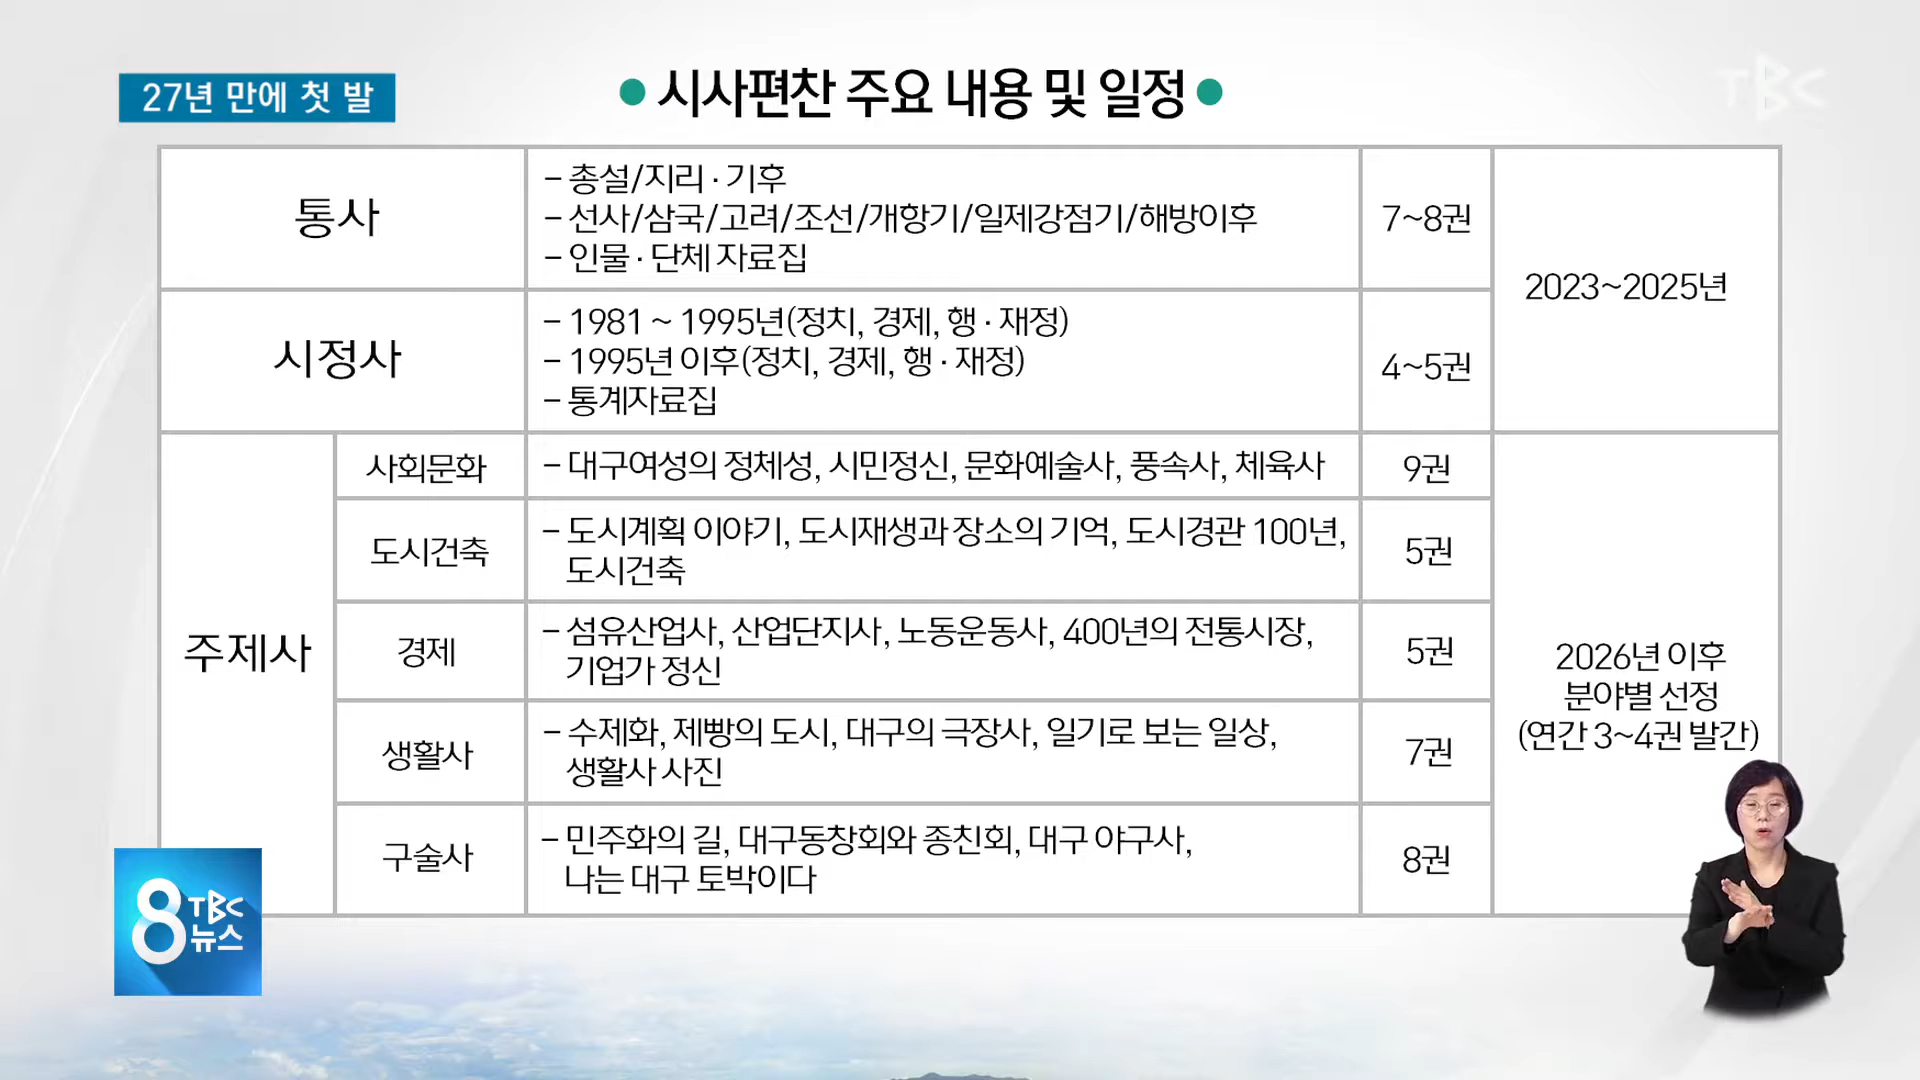 27년 만에 첫 발
시사편찬 주요 내용 및 일정
TBC
통사
- 총설/지리 · 기후
- 선사/삼국/고려/조선/개항기/일제강점기/해방이후
- 인물 · 단체 자료집
7~8권
2023~2025년
시정사
- 1981 ~ 1995년(정치, 경제, 행 · 재정)
- 1995년 이후(정치, 경제, 행 · 재정)
- 통계자료집
4~5권
주제사
사회문화
- 대구여성의 정체성, 시민정신, 문화예술사, 풍속사, 체육사
9권
도시건축
- 도시계획 이야기, 도시재생과 장소의 기억, 도시경관 100년,
도시건축
5권
경제
- 섬유산업사, 산업단지사, 노동운동사, 400년의 전통시장,
기업가 정신
5권
생활사
- 수제화, 제빵의 도시, 대구의 극장사, 일기로 보는 일상,
생활사 사진
7권
구술사
- 민주화의 길, 대구동창회와 종친회, 대구 야구사,
나는 대구 토박이다
8권
2026년 이후
분야별 선정
(연간 3~4권 발간)
8 TBC
뉴스